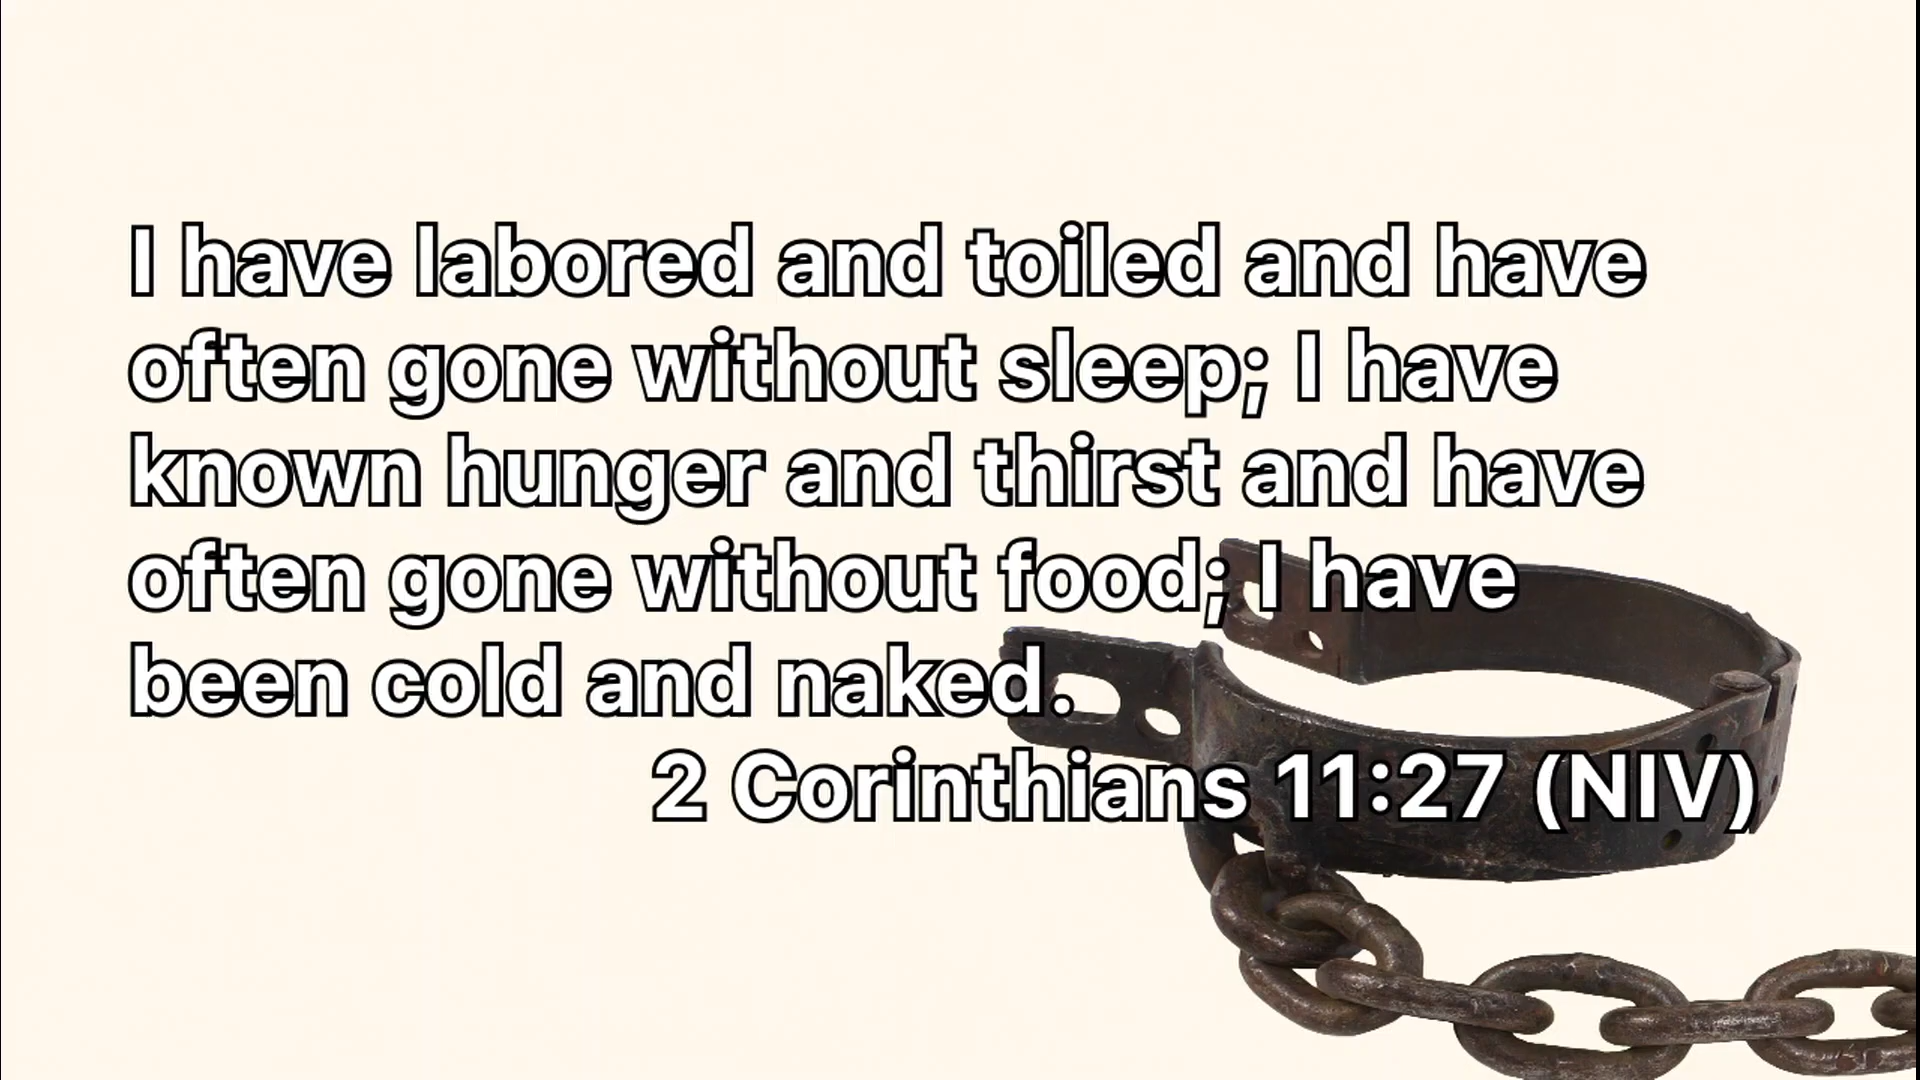 I have labored and toiled and have
often gone without sleep; I have
known hunger and thirst and have
often gone without food; I have
been cold and naked.
2 Corinthians 11:27 (NIV)